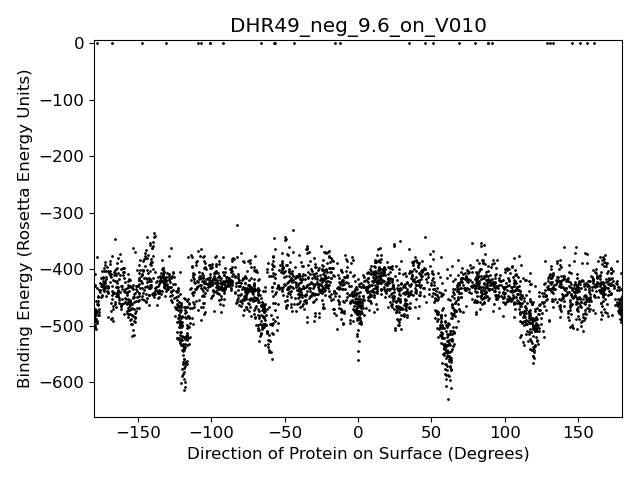 DHR49_neg_9.6_on_V010
Binding Energy (Rosetta Energy Units)
0
−100
−200
−300
−400
−500
−600
−150 −100 −50 0 50 100 150
Direction of Protein on Surface (Degrees)